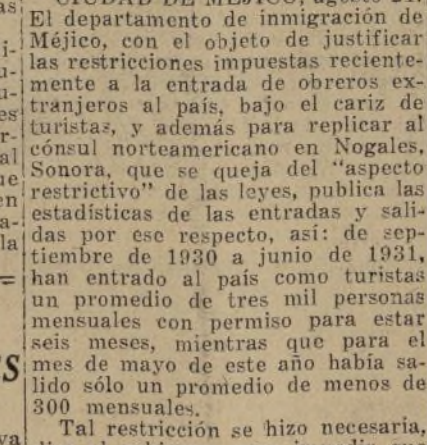 CIUDAD DE MEJICO, agosto 21.
El departamento de inmigración de
Méjico, con el objeto de justificar
las restricciones impuestas reciente-
mente a la entrada de obreros ex-
tranjeros al país, bajo el cariz de
turistas, y además para replicar al
cónsul norteamericano en Nogales,
Sonora, que se queja del "aspecto
restrictivo" de las leyes, publica las
estadísticas de las entradas y sali-
das por ese respecto, así: de sep-
tiembre de 1930 a junio de 1931,
han entrado al país como turistas
un promedio de tres mil personas
mensuales con permiso para estar
seis meses, mientras que para el
mes de mayo de este año había sa-
lido sólo un promedio de menos de
300 mensuales.
Tal restricción se hizo necesaria,